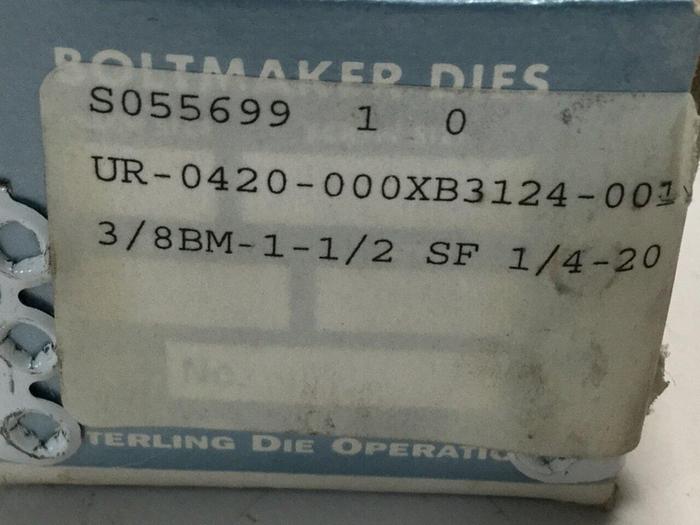 BOLTMAKER DIES
S055699 1 0
UR-0420-000XB3124-001
3/8BM-1-1/2 SF 1/4-20
TERLING DIE OPERATIO